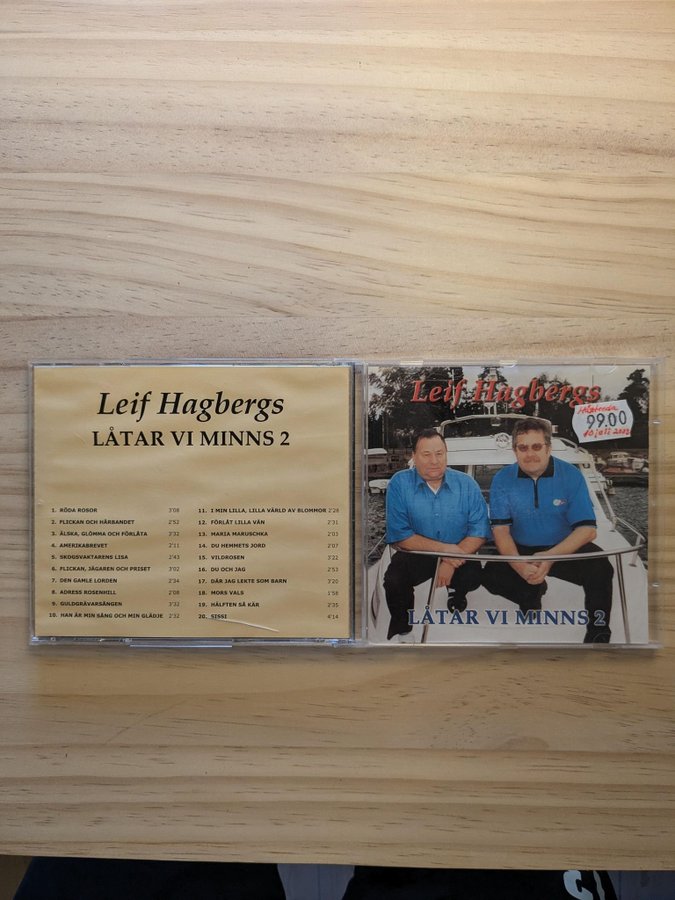 Leif Hagbergs
LÅTAR VI MINNS 2
1. RÖDA ROSOR 3'08
2. FLICKAN OCH HÅRBANDET 2'52
3. ÄLSKA, GLÖMMA OCH FÖRLÅTA 2'32
4. AMERIKABREVET 2'11
5. SKOGSVAKTARENS LISA 2'43
6. FLICKAN, JÄGAREN OCH PRISET 3'02
7. DEN GAMLE LORDEN 2'34
8. ADRESS ROSENHILL 2'08
9. GULDGRÄVARSÅNGEN 3'32
10. HAN ÄR MIN SÅNG OCH MIN GLÄDJE 2'32
11. I MIN LILLA, LILLA VÄRLD AV BLOMMOR 2'28
12. FÖRLÅT LILLA VÄN 2'31
13. MARIA MARUSCHKA 2'03
14. DU HEMMETS JORD 2'07
15. VILDROSEN 3'22
16. DU OCH JAG 2'53
17. DÄR JAG LEKTE SOM BARN 3'20
18. MORS VALS 1'58
19. HÄLFTEN SÅ KÄR 2'35
20. SISSI 4'14
Leif Hagbergs
99.00
LÅTAR VI MINNS 2